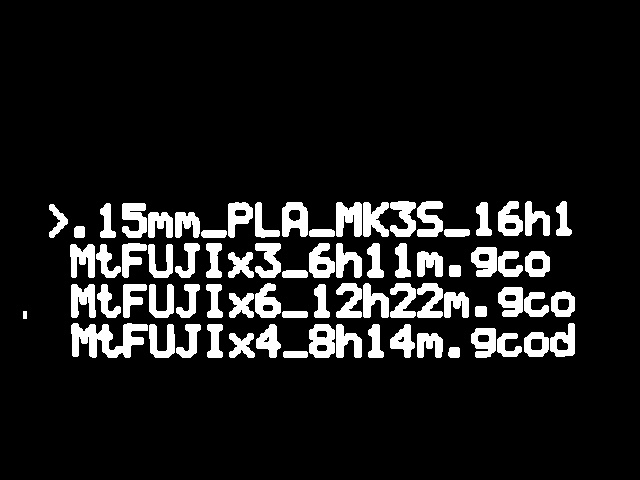 >.15mm_PLA_MK3S_16h1
MtFUJIx3_6h11m.gco
MtFUJIx6_12h22m.gco
MtFUJIx4_8h14m.gcod